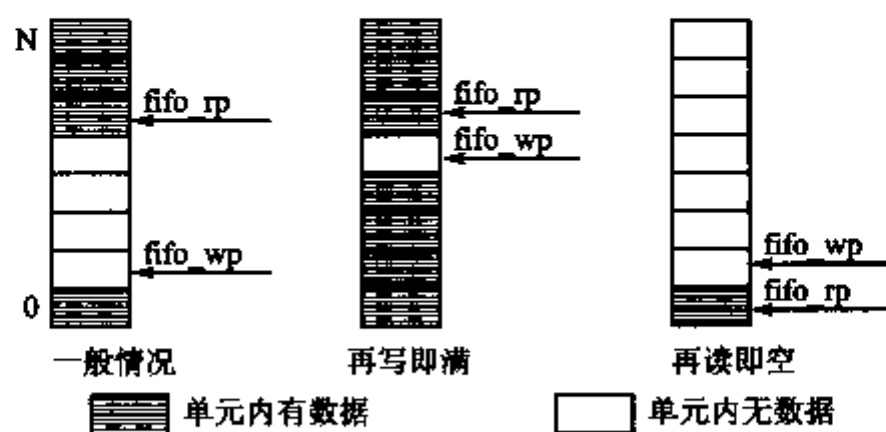 N
fifo_rp
fifo_wp
0
一般情况
fifo_rp
fifo_wp
再写即满
fifo_wp
fifo_rp
再读即空
单元内有数据
单元内无数据